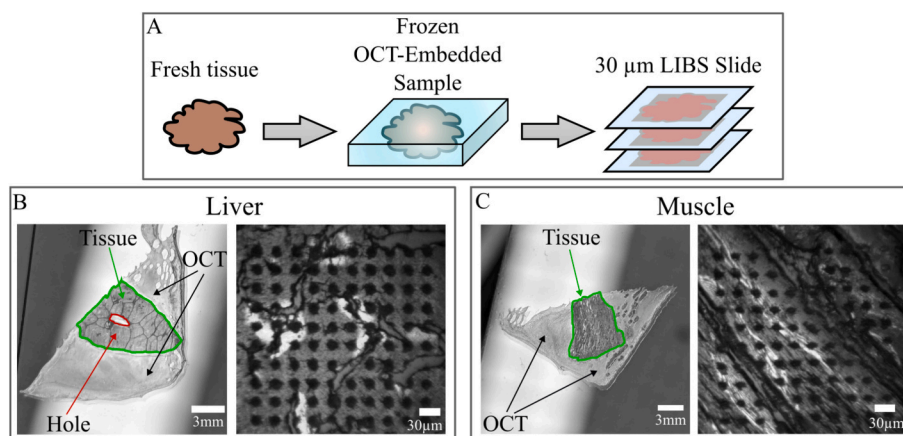 A
Fresh tissue
Frozen
OCT-Embedded
Sample
30 µm LIBS Slide
B
Liver
Tissue
OCT
Hole
3mm
30µm
C
Muscle
Tissue
OCT
3mm
30µm